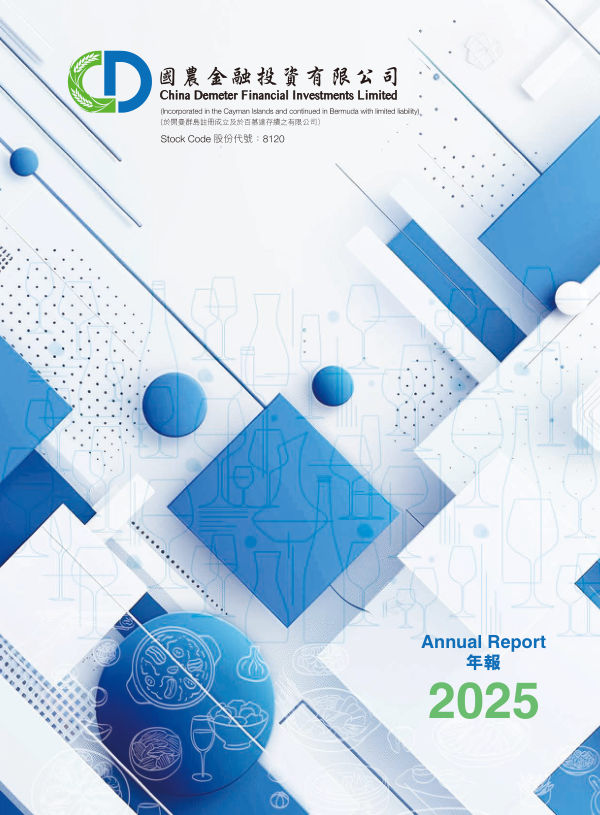 國農金融投資有限公司
China Demeter Financial Investments Limited
(Incorporated in the Cayman Islands and continued in Bermuda with limited liability)
(於開曼群島註冊成立及於百慕達存續之有限公司)
Stock Code 股份代號：8120
Annual Report
年報
2025